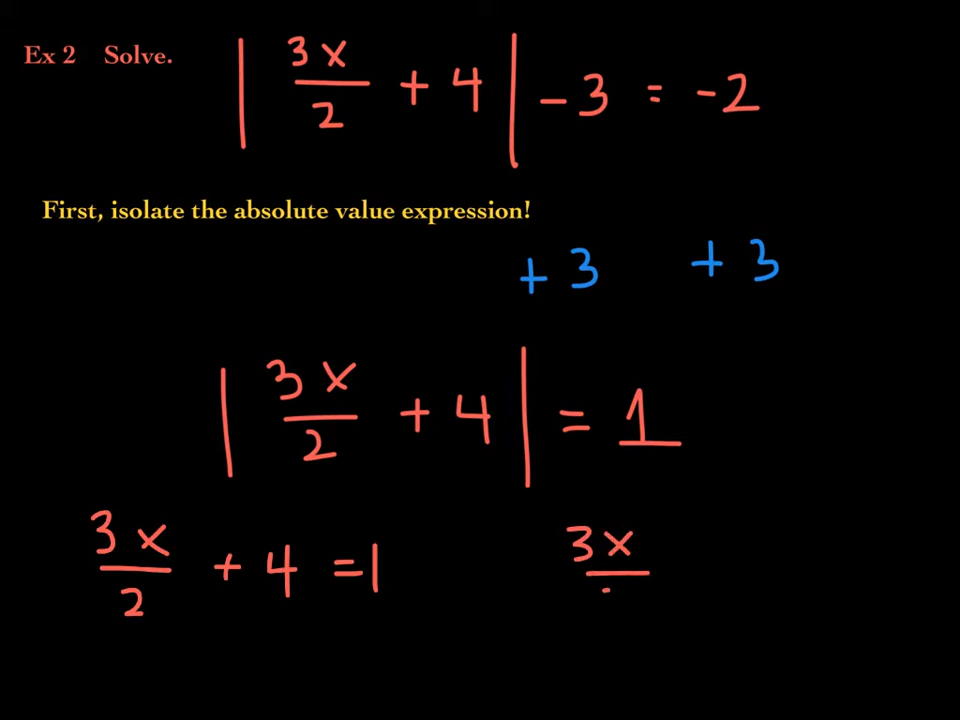 Ex 2 Solve. | 3x/2 + 4 | - 3 = -2
First, isolate the absolute value expression!
+ 3 + 3
| 3x/2 + 4 | = 1
3x/2 + 4 = 1 3x